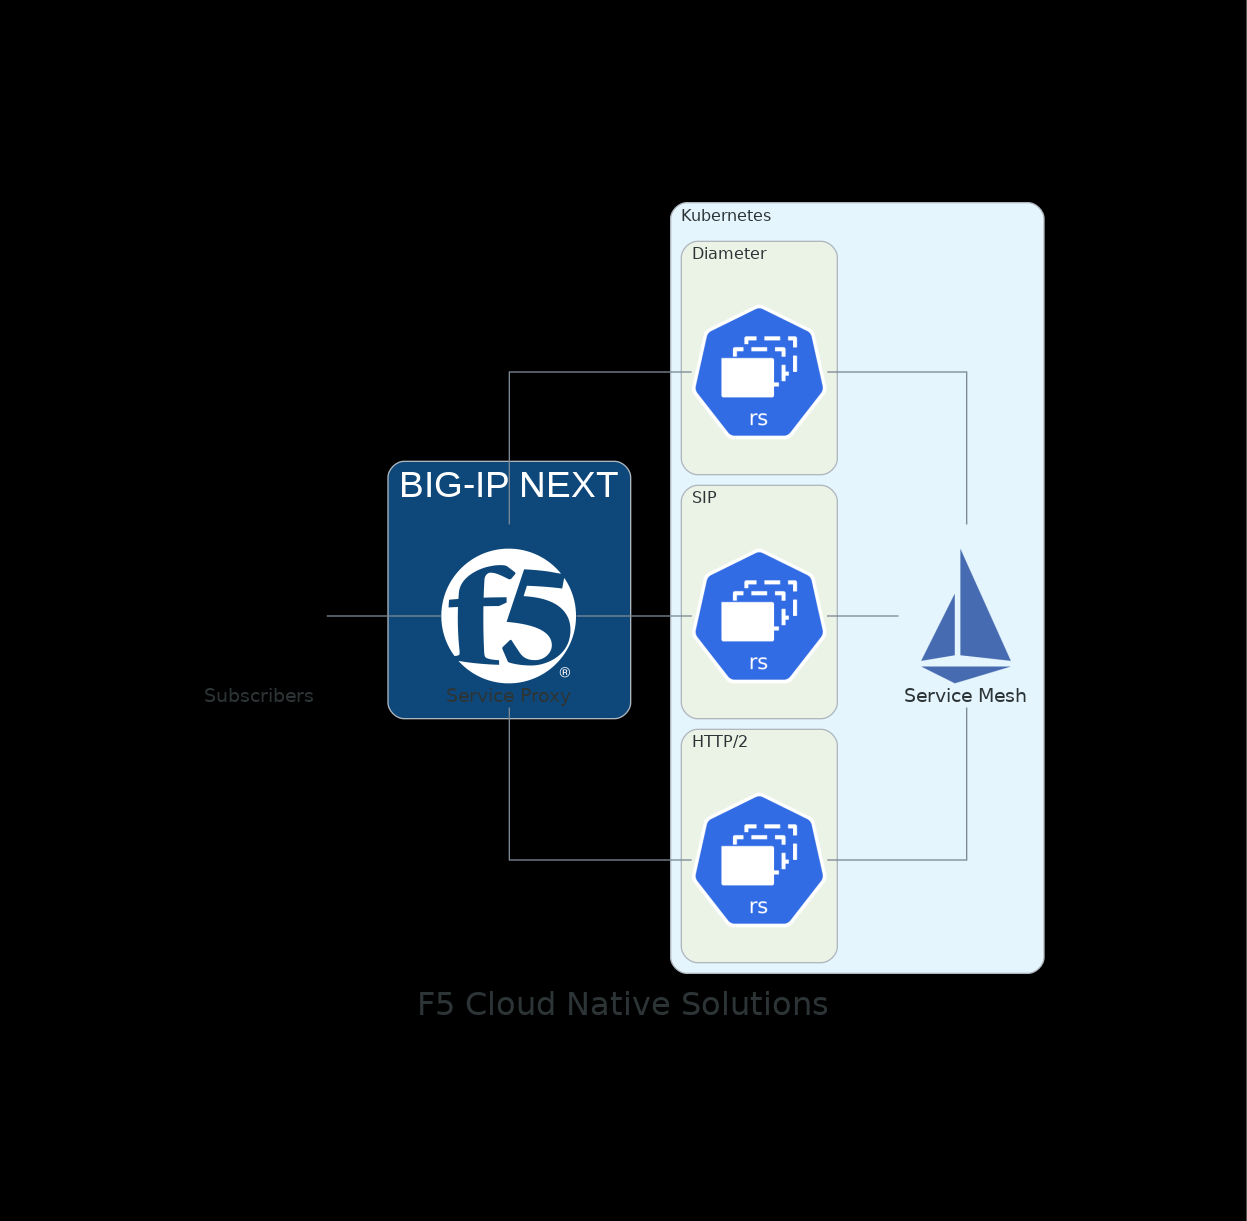 Kubernetes
Diameter
rs
BIG-IP NEXT
SIP
f5
®
rs
Subscribers
Service Proxy
Service Mesh
HTTP/2
rs
F5 Cloud Native Solutions